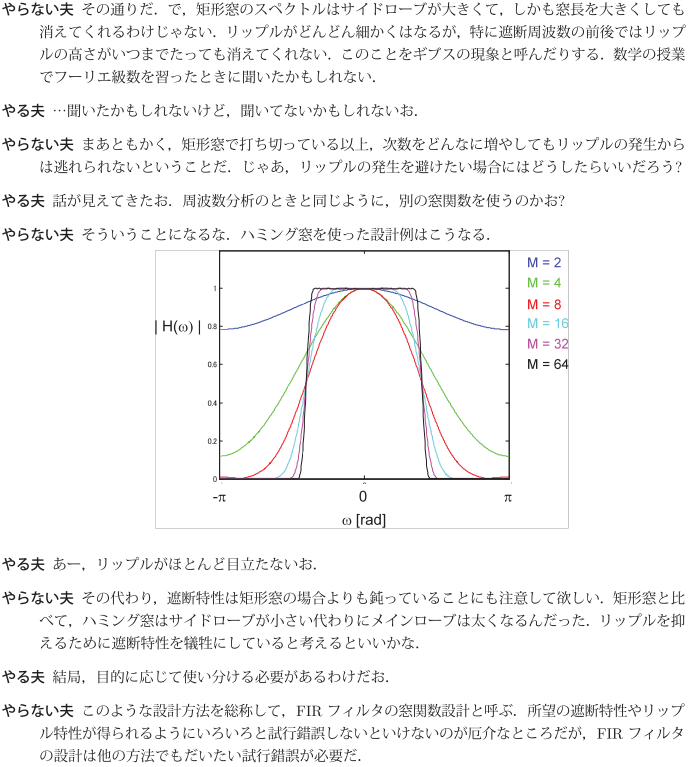 やらない夫 その通りだ．で，矩形窓のスペクトルはサイドローブが大きくて，しかも窓長を大きくしても
消えてくれるわけじゃない．リップルがどんどん細かくはなるが，特に遮断周波数の前後ではリップ
ルの高さがいつまでたっても消えてくれない．このことをギブスの現象と呼んだりする．数学の授業
でフーリエ級数を習ったときに聞いたかもしれない．
やる夫 …聞いたかもしれないけど，聞いてないかもしれないお．
やらない夫 まあともかく，矩形窓で打ち切っている以上，次数をどんなに増やしてもリップルの発生から
は逃れられないということだ．じゃあ，リップルの発生を避けたい場合にはどうしたらいいだろう？
やる夫 話が見えてきたお．周波数分析のときと同じように，別の窓関数を使うのかお？
やらない夫 そういうことになるな．ハミング窓を使った設計例はこうなる．
M = 2
M = 4
M = 8
M = 16
M = 32
M = 64
1
| H(ω) |
0.8
0.6
0.4
0.2
0
-π
0
π
ω [rad]
やる夫 あー，リップルがほとんど目立たないお．
やらない夫 その代わり，遮断特性は矩形窓の場合よりも鈍っていることにも注意して欲しい．矩形窓と比
べて，ハミング窓はサイドローブが小さい代わりにメインローブは太くなるんだった．リップルを抑
えるために遮断特性を犠牲にしていると考えるといいかな．
やる夫 結局，目的に応じて使い分ける必要があるわけだお．
やらない夫 このような設計方法を総称して，FIR フィルタの窓関数設計と呼ぶ．所望の遮断特性やリップ
ル特性が得られるようにいろいろと試行錯誤しないといけないのが厄介なところだが，FIR フィルタ
の設計は他の方法でもだいたい試行錯誤が必要だ．